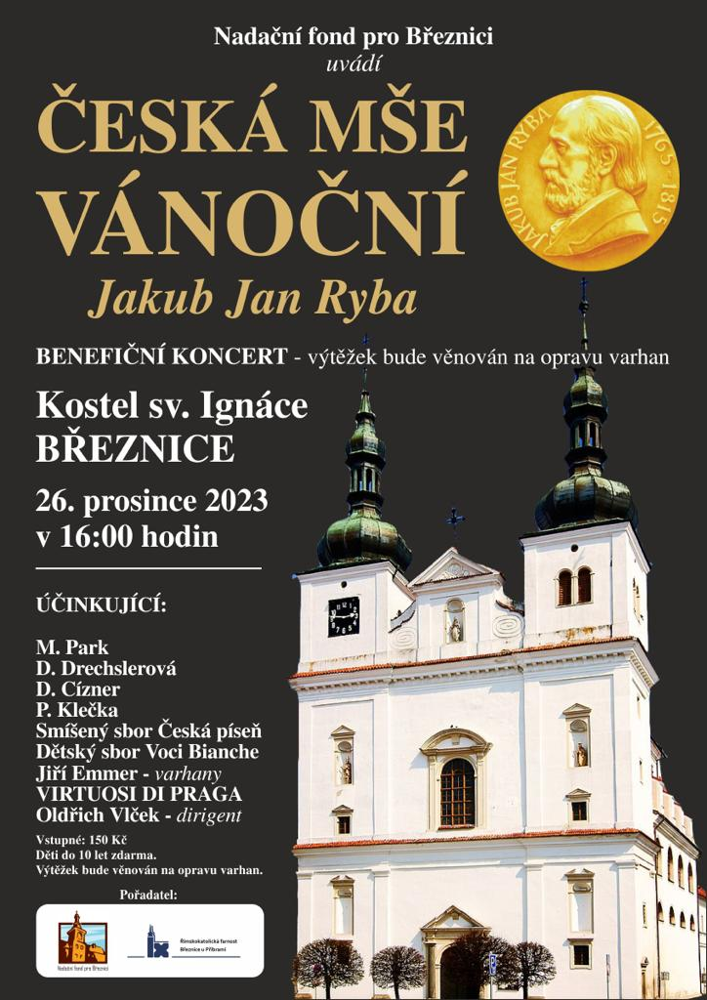 Nadační fond pro Březnici
uvádí
ČESKÁ MŠE
VÁNOČNÍ
Jakub Jan Ryba
JAKUB JAN RYBA 1765 - 1815
BENEFIČNÍ KONCERT - výtěžek bude věnován na opravu varhan
Kostel sv. Ignáce
BŘEZNICE
26. prosince 2023
v 16:00 hodin
ÚČINKUJÍCÍ:
M. Park
D. Drechslerová
D. Cízner
P. Klečka
Smíšený sbor Česká píseň
Dětský sbor Voci Bianche
Jiří Emmer - varhany
VIRTUOSI DI PRAGA
Oldřich Vlček - dirigent
Vstupné: 150 Kč
Děti do 10 let zdarma.
Výtěžek bude věnován na opravu varhan.
Pořadatel:
Nadační fond pro Březnici
Římskokatolická farnost
Březnice u Příbrami